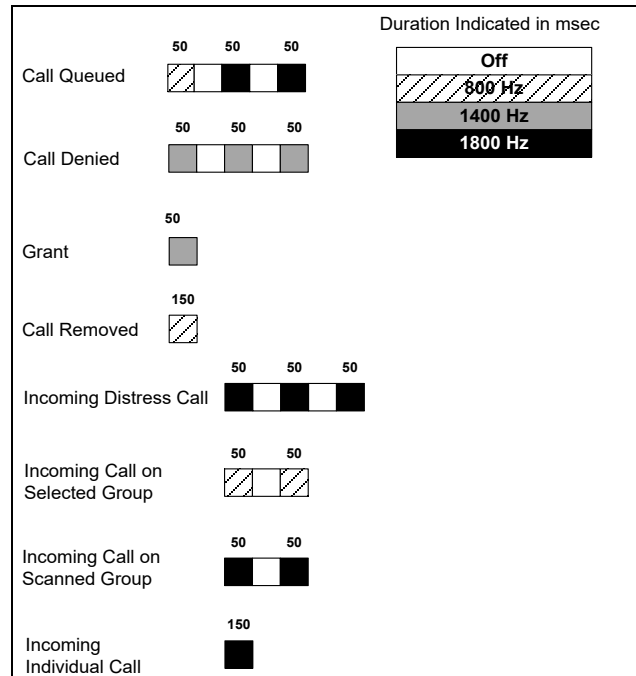 Duration Indicated in msec
Off
800 Hz
1400 Hz
1800 Hz
50 50 50
Call Queued
50 50 50
Call Denied
50
Grant
150
Call Removed
50 50 50
Incoming Distress Call
50 50
Incoming Call on
Selected Group
50 50
Incoming Call on
Scanned Group
150
Incoming
Individual Call